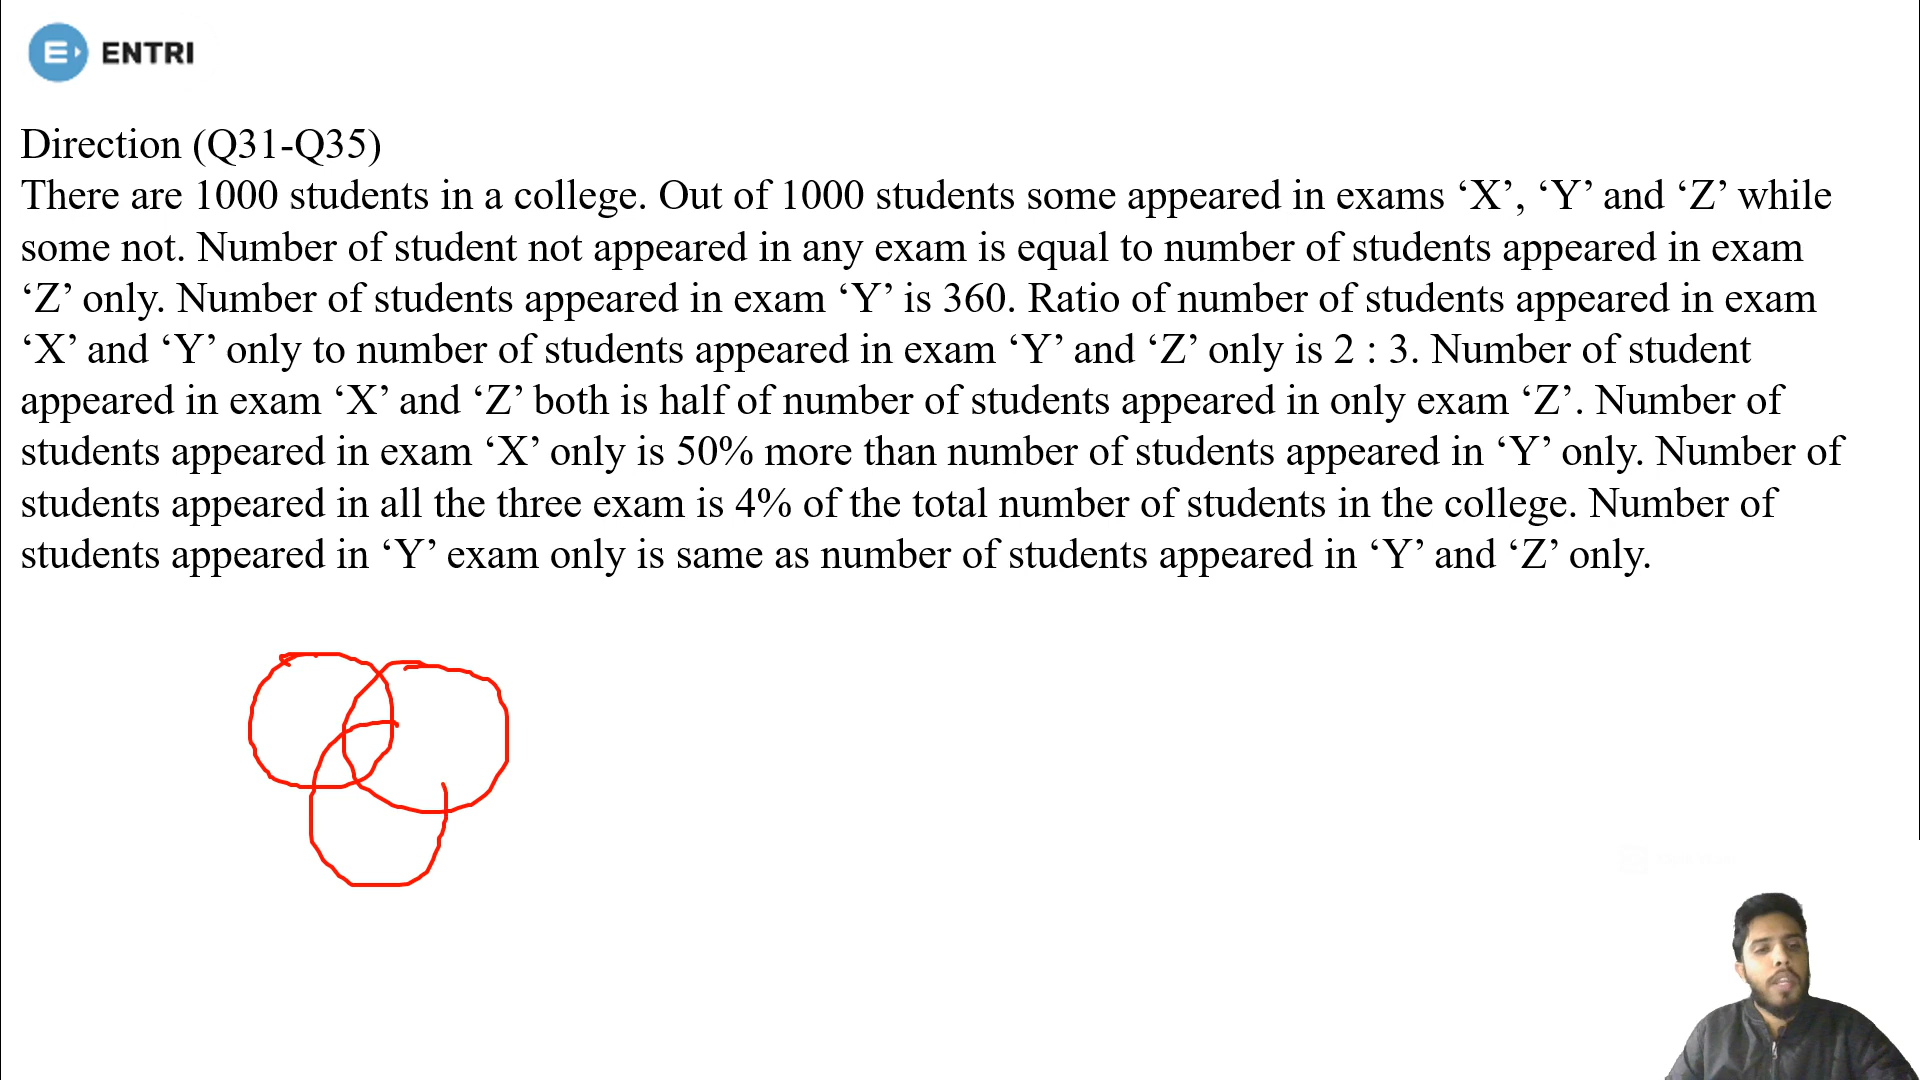 ENTRI
Direction (Q31-Q35)
There are 1000 students in a college. Out of 1000 students some appeared in exams ‘X’, ‘Y’ and ‘Z’ while
some not. Number of student not appeared in any exam is equal to number of students appeared in exam
‘Z’ only. Number of students appeared in exam ‘Y’ is 360. Ratio of number of students appeared in exam
‘X’ and ‘Y’ only to number of students appeared in exam ‘Y’ and ‘Z’ only is 2 : 3. Number of student
appeared in exam ‘X’ and ‘Z’ both is half of number of students appeared in only exam ‘Z’. Number of
students appeared in exam ‘X’ only is 50% more than number of students appeared in ‘Y’ only. Number of
students appeared in all the three exam is 4% of the total number of students in the college. Number of
students appeared in ‘Y’ exam only is same as number of students appeared in ‘Y’ and ‘Z’ only.